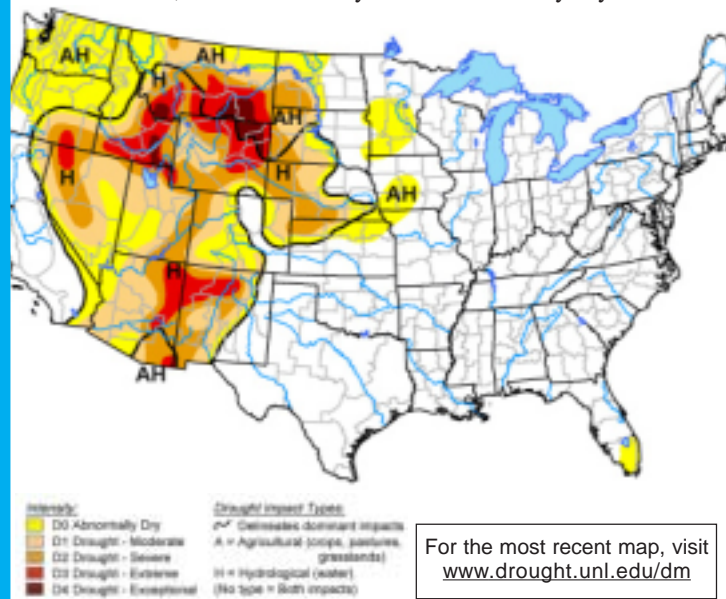 AH
AH
H
AH
H
H
AH
H
AH
Intensity:
D0 Abnormally Dry
D1 Drought - Moderate
D2 Drought - Severe
D3 Drought - Extreme
D4 Drought - Exceptional
Drought Impact Types:
Delineates dominant impacts
A = Agricultural (crops, pastures,
grasslands)
H = Hydrological (water)
(No type = Both impacts)
For the most recent map, visit
www.drought.unl.edu/dm